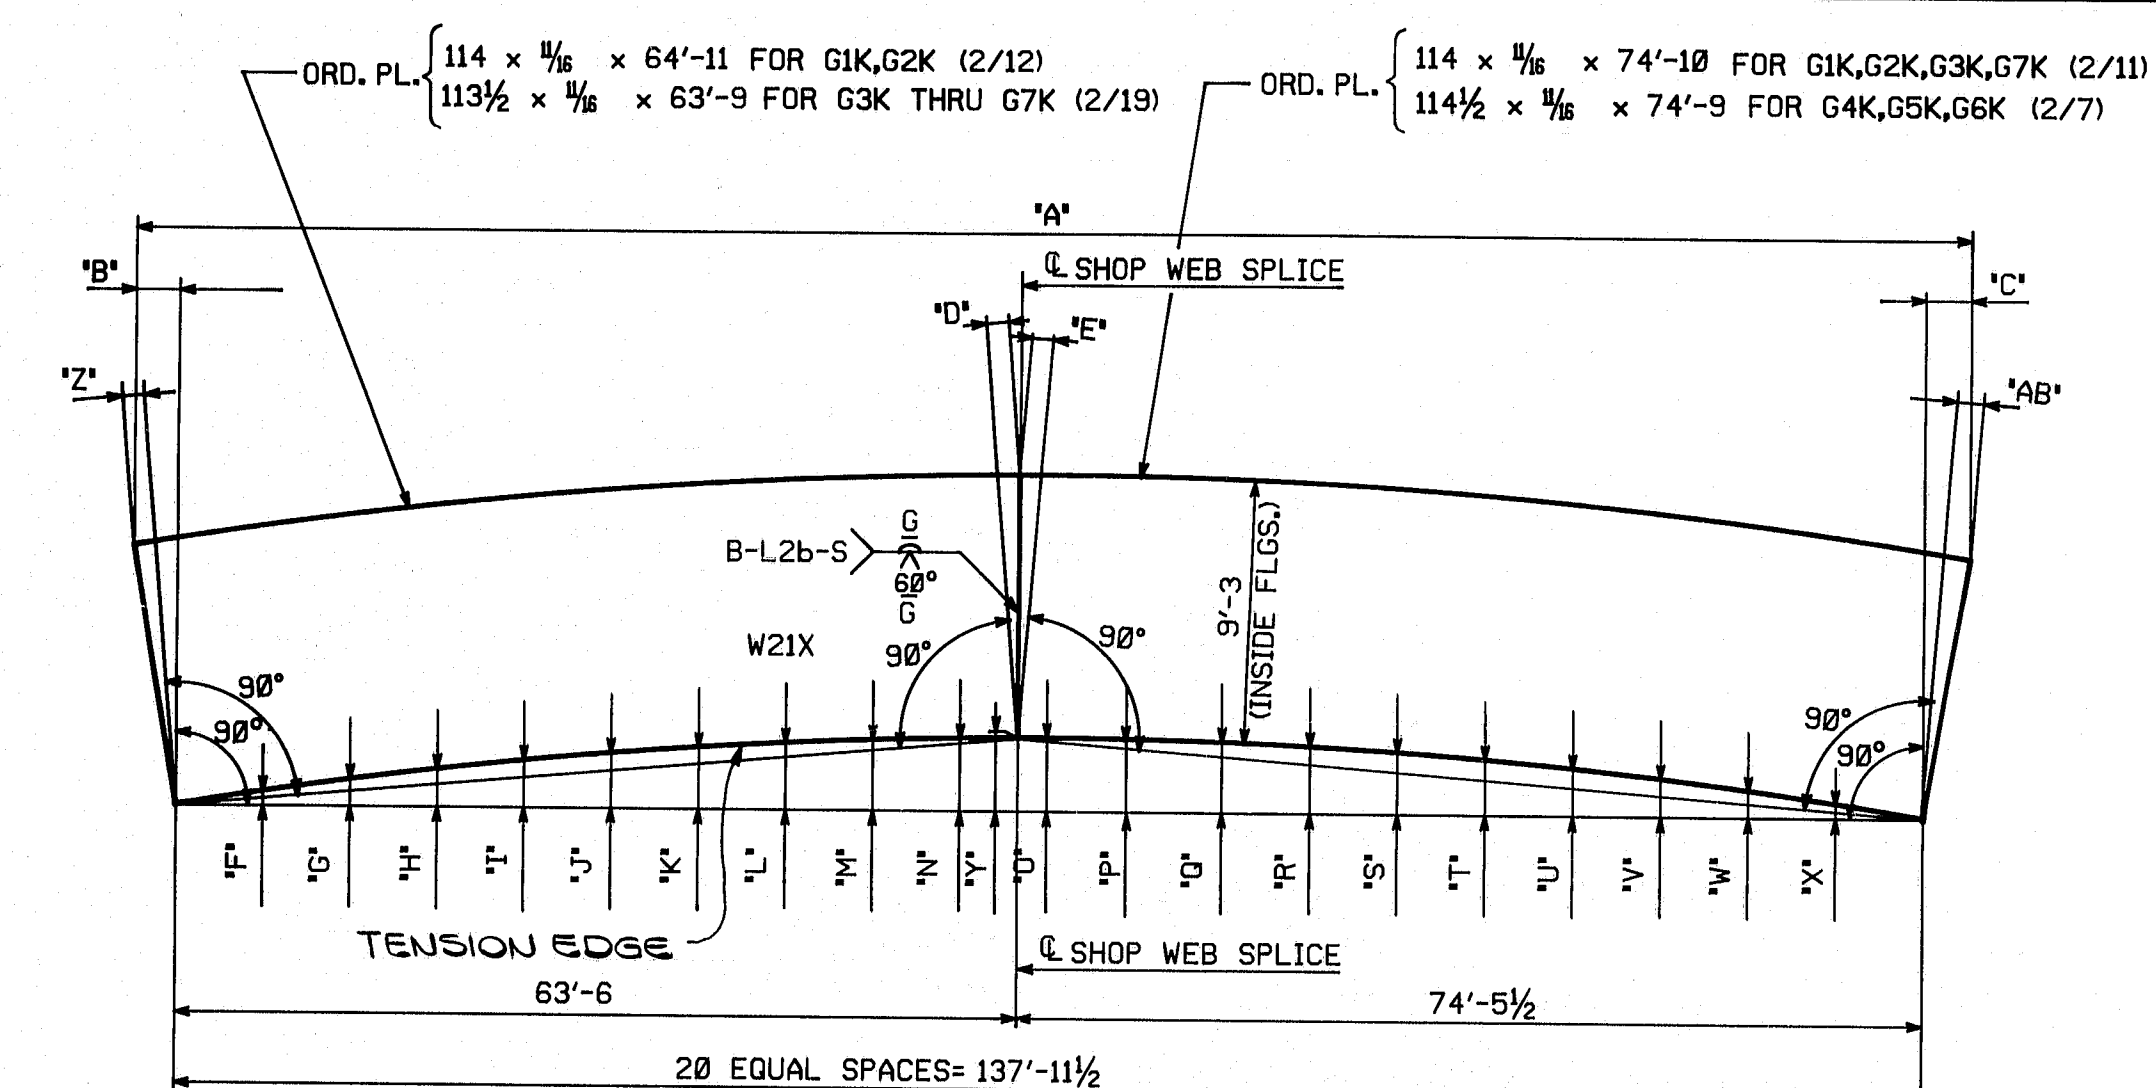 ORD. PL. { 114 × 11/16 × 64'-11 FOR G1K,G2K (2/12)
113½ × 11/16 × 63'-9 FOR G3K THRU G7K (2/19)
ORD. PL. { 114 × 11/16 × 74'-10 FOR G1K,G2K,G3K,G7K (2/11)
114½ × 11/16 × 74'-9 FOR G4K,G5K,G6K (2/7)
"A"
"B"
℄ SHOP WEB SPLICE
"C"
"D"
"E"
"Z"
"AB"
B-L2b-S
G
60°
G
9'-3
(INSIDE FLGS.)
W21X
90°
90°
90°
90°
90°
90°
"F"
"G"
"H"
"I"
"J"
"K"
"L"
"M"
"N"
"Y"
"O"
"P"
"Q"
"R"
"S"
"T"
"U"
"V"
"W"
"X"
TENSION EDGE
℄ SHOP WEB SPLICE
63'-6
74'-5½
20 EQUAL SPACES= 137'-11½